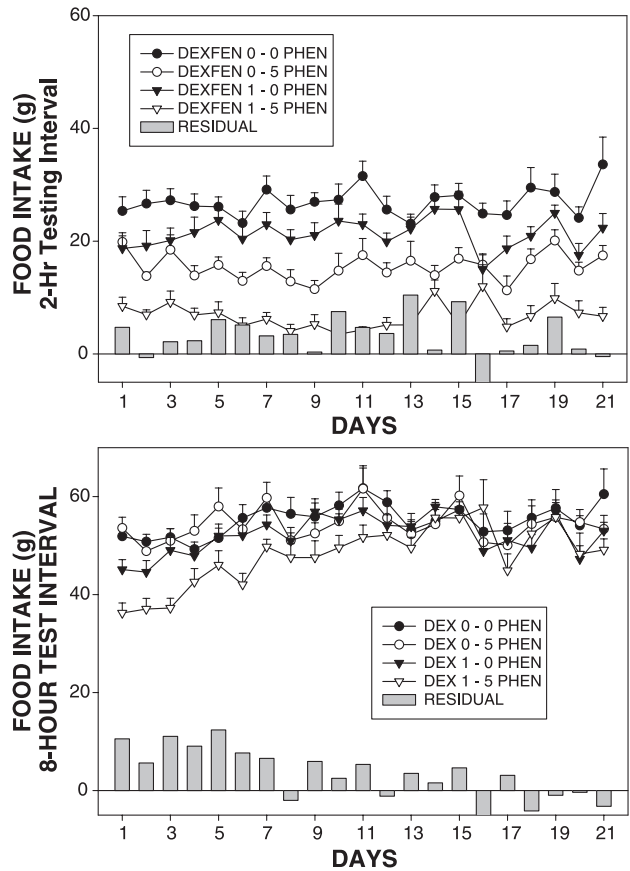 60
40
20
0
FOOD INTAKE (g)
2-Hr Testing Interval
DEXFEN 0 - 0 PHEN
DEXFEN 0 - 5 PHEN
DEXFEN 1 - 0 PHEN
DEXFEN 1 - 5 PHEN
RESIDUAL
1 3 5 7 9 11 13 15 17 19 21
DAYS
60
40
20
0
FOOD INTAKE (g)
8-HOUR TEST INTERVAL
DEX 0 - 0 PHEN
DEX 0 - 5 PHEN
DEX 1 - 0 PHEN
DEX 1 - 5 PHEN
RESIDUAL
1 3 5 7 9 11 13 15 17 19 21
DAYS